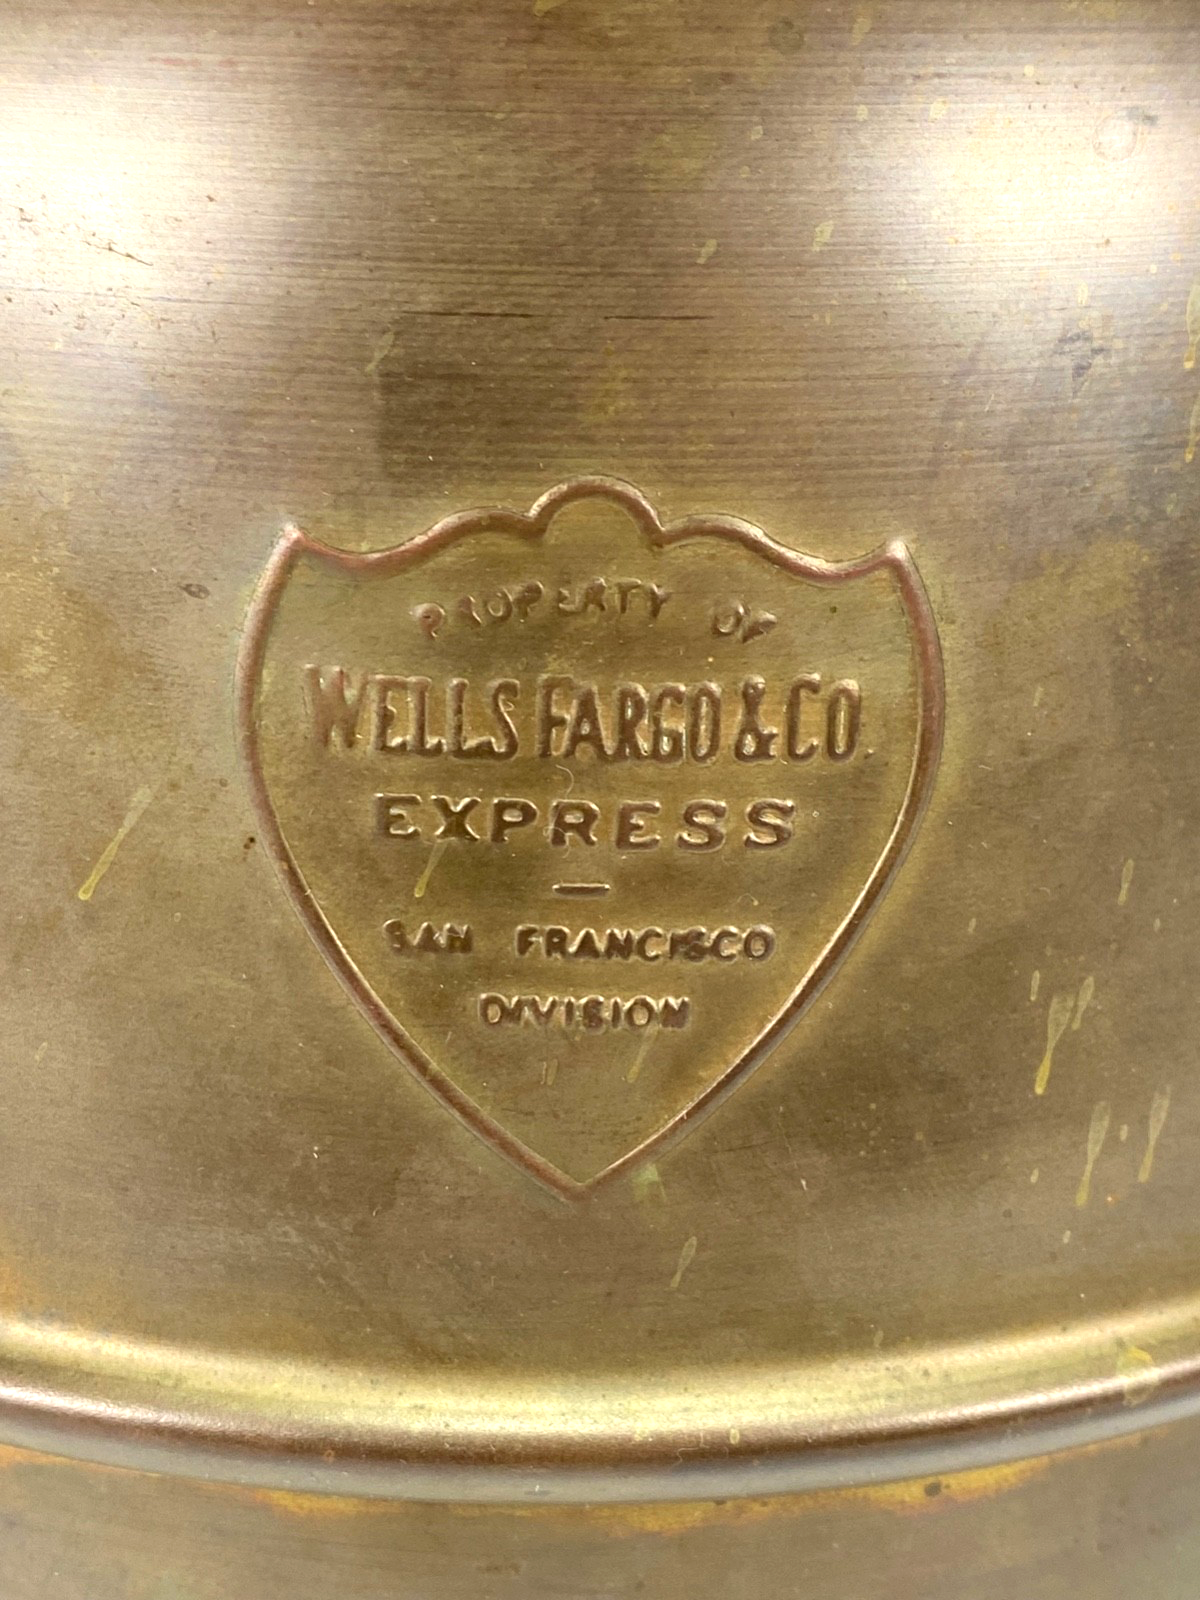 PROPERTY OF
WELLS FARGO & CO.
EXPRESS
—
SAN FRANCISCO
DIVISION